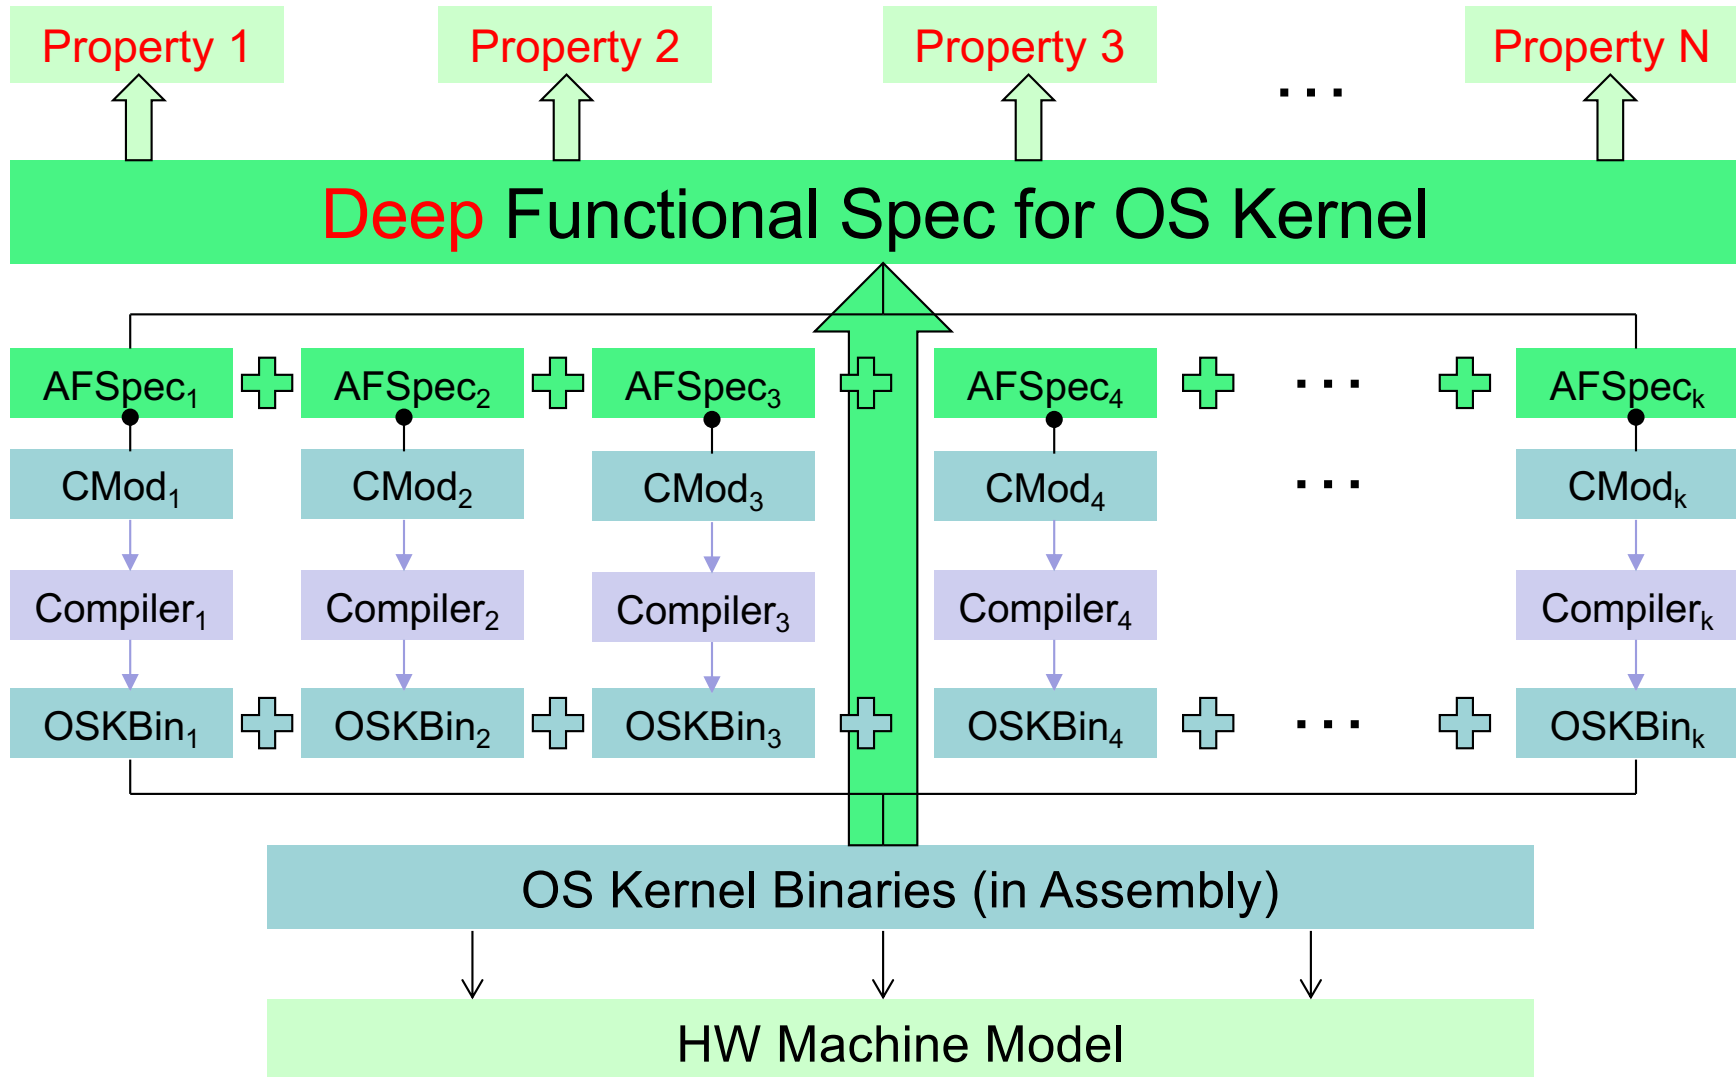 Property 1 Property 2 Property 3 ... Property N
Deep Functional Spec for OS Kernel
AFSpec₁ AFSpec₂ AFSpec₃ AFSpec₄ ... AFSpecₖ
CMod₁ CMod₂ CMod₃ CMod₄ ... CModₖ
Compiler₁ Compiler₂ Compiler₃ Compiler₄ Compilerₖ
OSKBin₁ OSKBin₂ OSKBin₃ OSKBin₄ ... OSKBinₖ
OS Kernel Binaries (in Assembly)
HW Machine Model